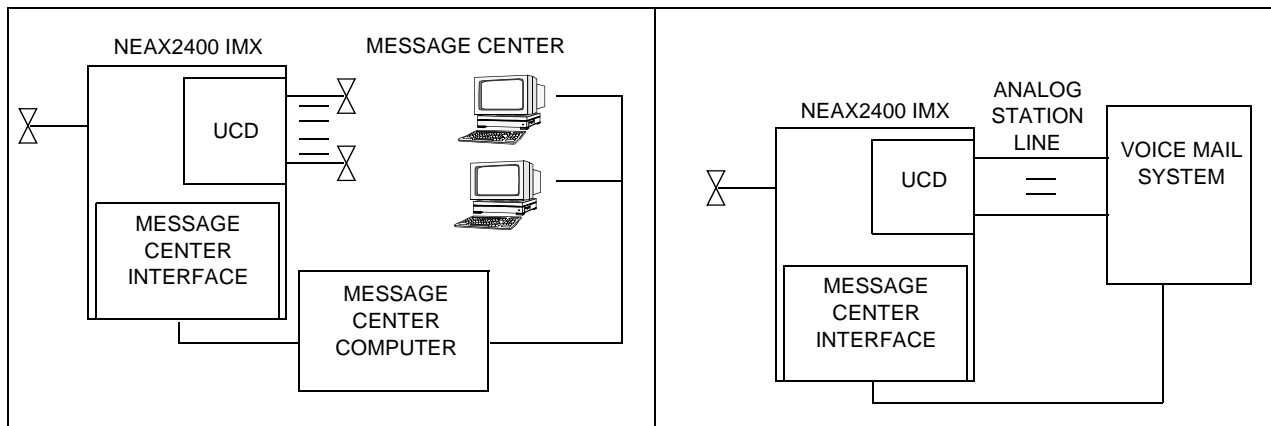 NEAX2400 IMX
MESSAGE CENTER
UCD
MESSAGE
CENTER
INTERFACE
MESSAGE
CENTER
COMPUTER
NEAX2400 IMX
ANALOG
STATION
LINE
UCD
VOICE MAIL
SYSTEM
MESSAGE
CENTER
INTERFACE